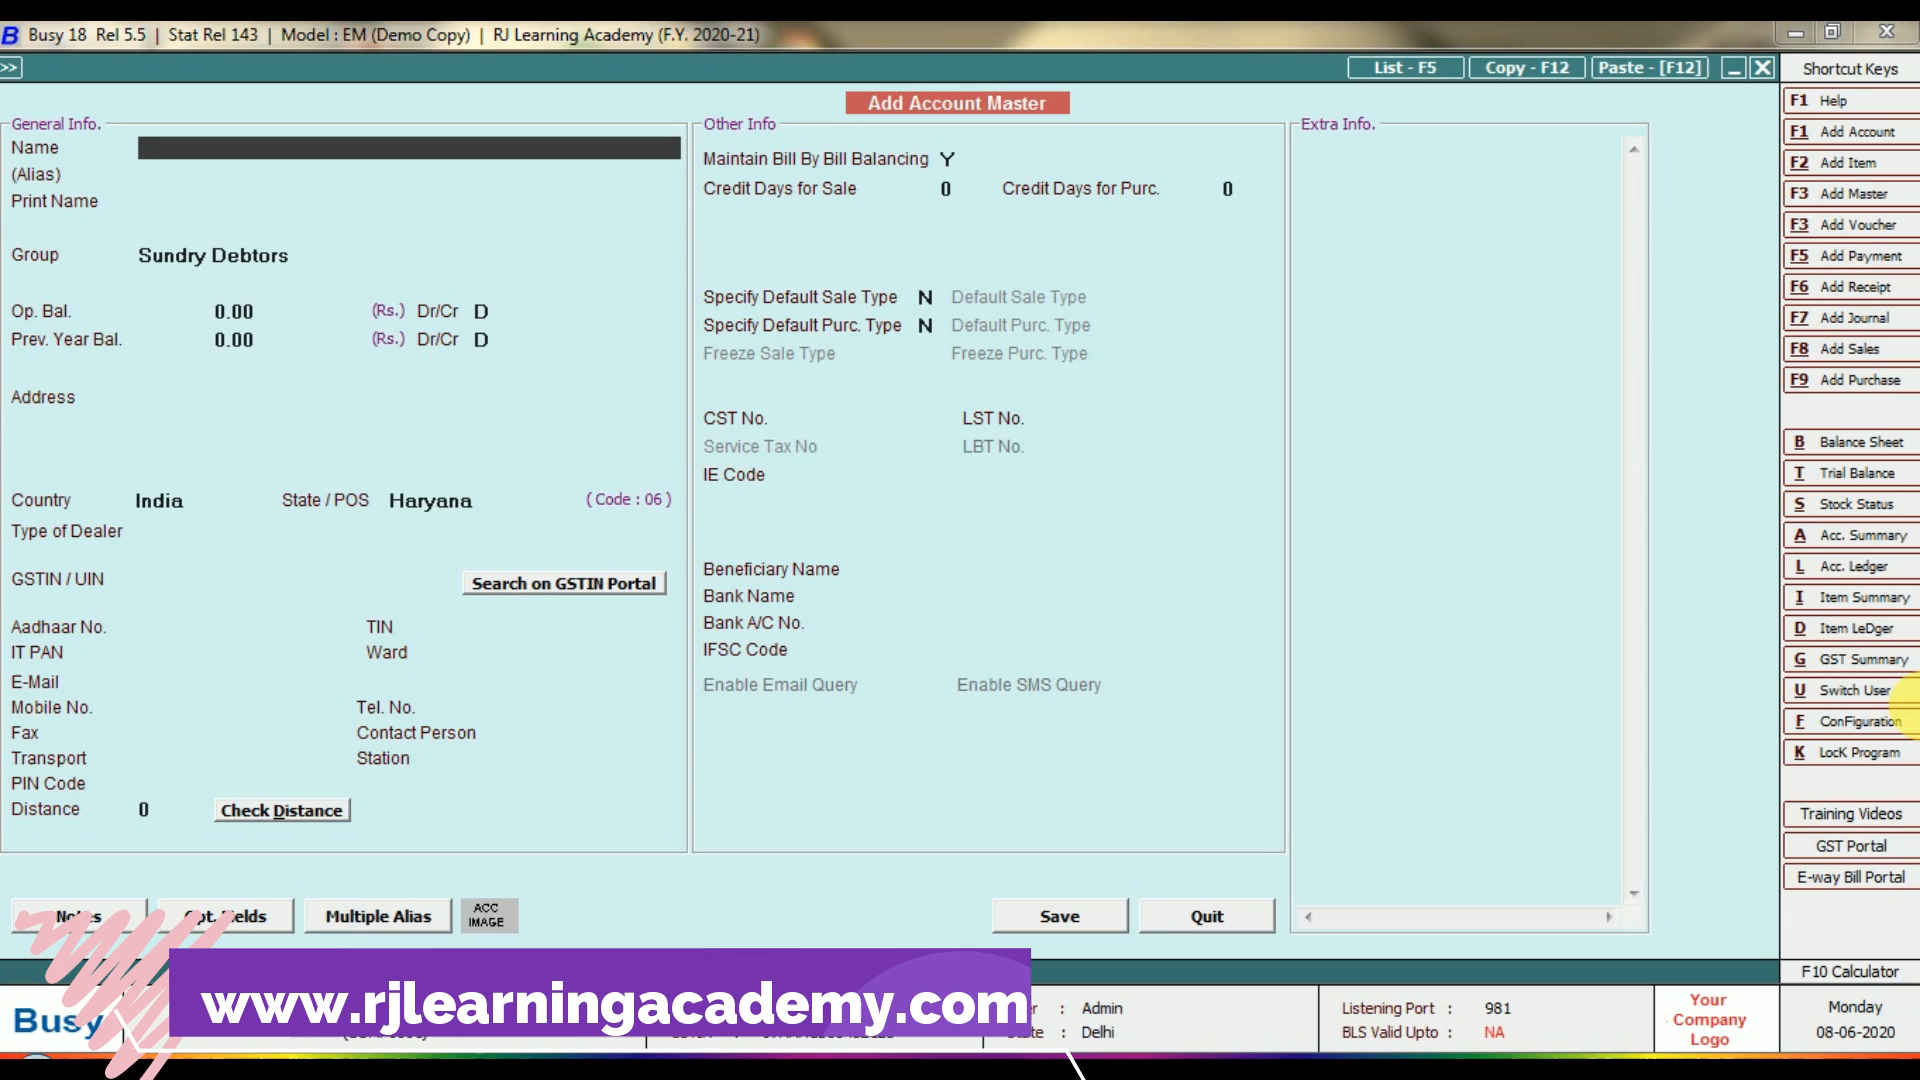 B Busy 18 Rel 5.5 | Stat Rel 143 | Model : EM (Demo Copy) | RJ Learning Academy (F.Y. 2020-21)
>> List - F5 Copy - F12 Paste - [F12] Shortcut Keys
Add Account Master
General Info.
Name
(Alias)
Print Name
Group Sundry Debtors
Op. Bal. 0.00 (Rs.) Dr/Cr D
Prev. Year Bal. 0.00 (Rs.) Dr/Cr D
Address
Country India State / POS Haryana ( Code : 06 )
Type of Dealer
GSTIN / UIN Search on GSTIN Portal
Aadhaar No. TIN
IT PAN Ward
E-Mail
Mobile No. Tel. No.
Fax Contact Person
Transport Station
PIN Code
Distance 0 Check Distance
Other Info
Maintain Bill By Bill Balancing Y
Credit Days for Sale 0 Credit Days for Purc. 0
Specify Default Sale Type N Default Sale Type
Specify Default Purc. Type N Default Purc. Type
Freeze Sale Type Freeze Purc. Type
CST No. LST No.
Service Tax No LBT No.
IE Code
Beneficiary Name
Bank Name
Bank A/C No.
IFSC Code
Enable Email Query Enable SMS Query
Extra Info.
Notes Opt. Fields Multiple Alias ACC IMAGE Save Quit
F1 Help
F1 Add Account
F2 Add Item
F3 Add Master
F3 Add Voucher
F5 Add Payment
F6 Add Receipt
F7 Add Journal
F8 Add Sales
F9 Add Purchase
B Balance Sheet
T Trial Balance
S Stock Status
A Acc. Summary
L Acc. Ledger
I Item Summary
D Item LeDger
G GST Summary
U Switch User
F ConFiguration
K LocK Program
Training Videos
GST Portal
E-way Bill Portal
F10 Calculator
www.rjlearningacademy.com
Busy
: Admin
: Delhi
Listening Port : 981
BLS Valid Upto : NA
Your
Company
Logo
Monday
08-06-2020